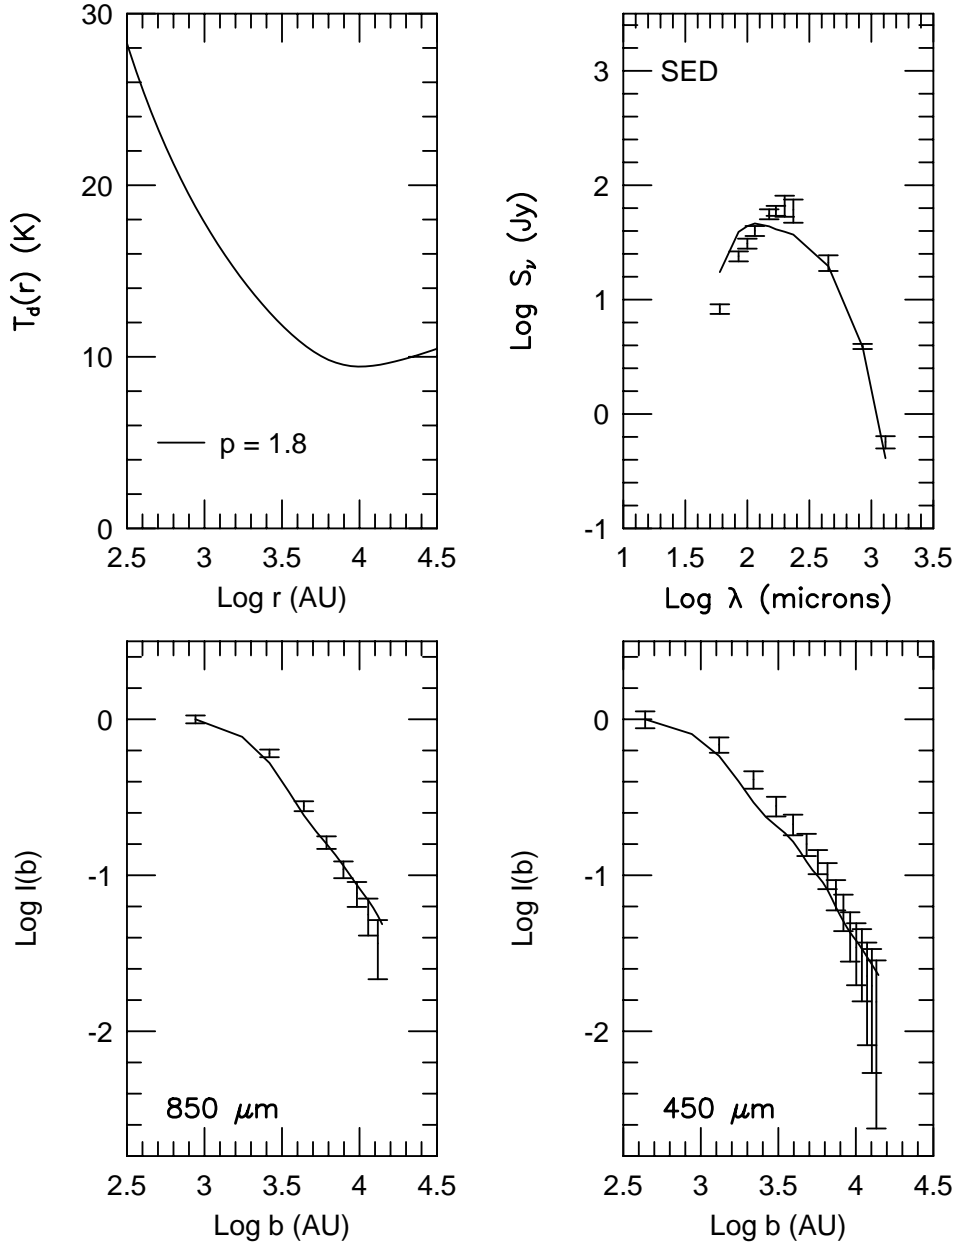 30
20
10
0
T_d(r) (K)
p = 1.8
2.5 3 3.5 4 4.5
Log r (AU)
SED
3
2
1
0
-1
Log S_ν (Jy)
1 1.5 2 2.5 3 3.5
Log λ (microns)
0
-1
-2
Log I(b)
850 μm
2.5 3 3.5 4 4.5
Log b (AU)
0
-1
-2
Log I(b)
450 μm
2.5 3 3.5 4 4.5
Log b (AU)